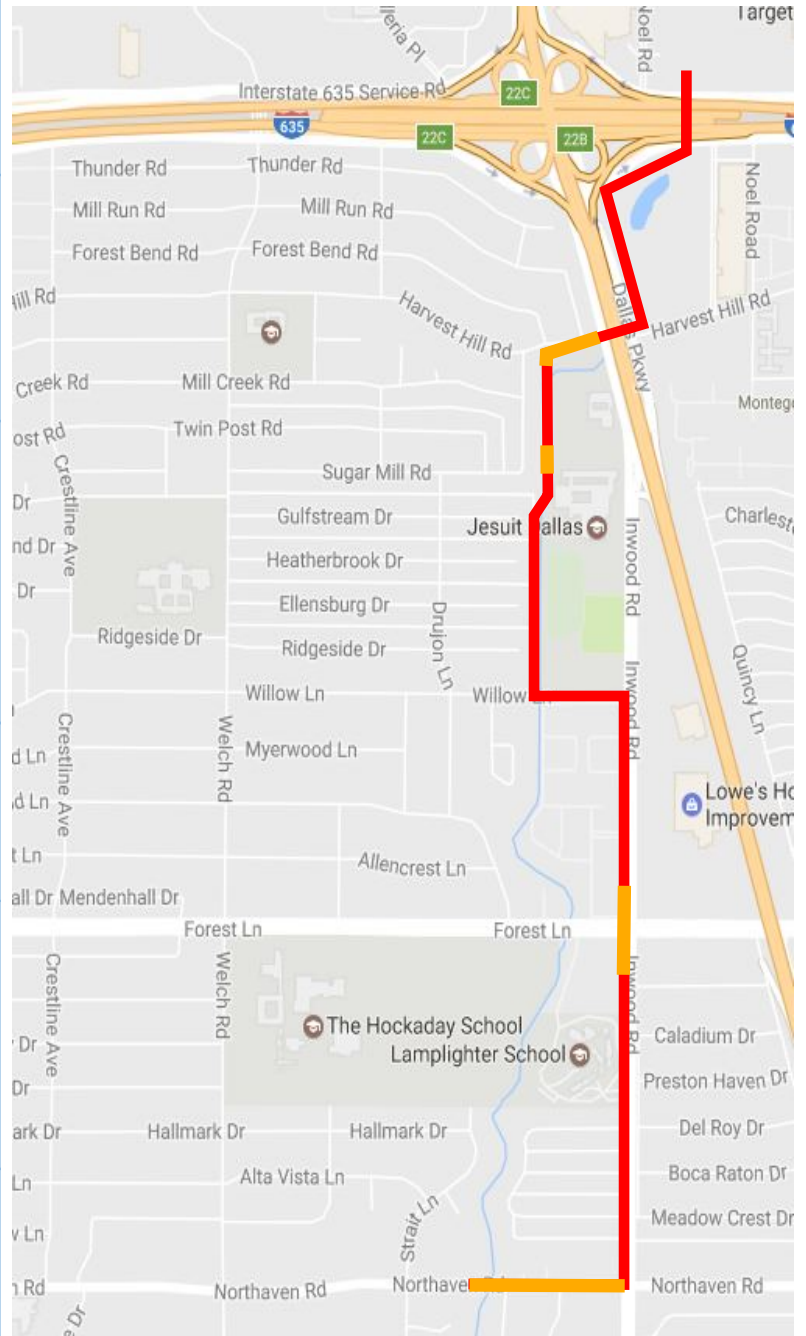 lleria Pl
Noel Rd
Target
Interstate 635 Service Rd
22C
635
22C
22B
Thunder Rd
Thunder Rd
Mill Run Rd
Mill Run Rd
Noel Road
Forest Bend Rd
Forest Bend Rd
Hill Rd
Harvest Hill Rd
Dallas Pkwy
Harvest Hill Rd
Creek Rd
Mill Creek Rd
Montego
ost Rd
Twin Post Rd
Crestline Ave
Sugar Mill Rd
Dr
Gulfstream Dr
Jesuit Dallas
Inwood Rd
Charlest
nd Dr
Heatherbrook Dr
Dr
Ellensburg Dr
Drujon Ln
Ridgeside Dr
Ridgeside Dr
Quincy Ln
Willow Ln
Willow
Inwood Rd
Crestline Ave
Welch Rd
Myerwood Ln
d Ln
Lowe's Ho
Improvem
d Ln
t Ln
Allencrest Ln
all Dr
Mendenhall Dr
Forest Ln
Forest Ln
Crestline Ave
Welch Rd
Inwood Rd
The Hockaday School
Lamplighter School
Caladium Dr
Dr
Preston Haven Dr
Dr
ark Dr
Hallmark Dr
Hallmark Dr
Del Roy Dr
Ln
Alta Vista Ln
Boca Raton Dr
Strait Ln
Meadow Crest Dr
w Ln
n Rd
Northaven Rd
Northaven Rd
Northaven Rd
e Dr